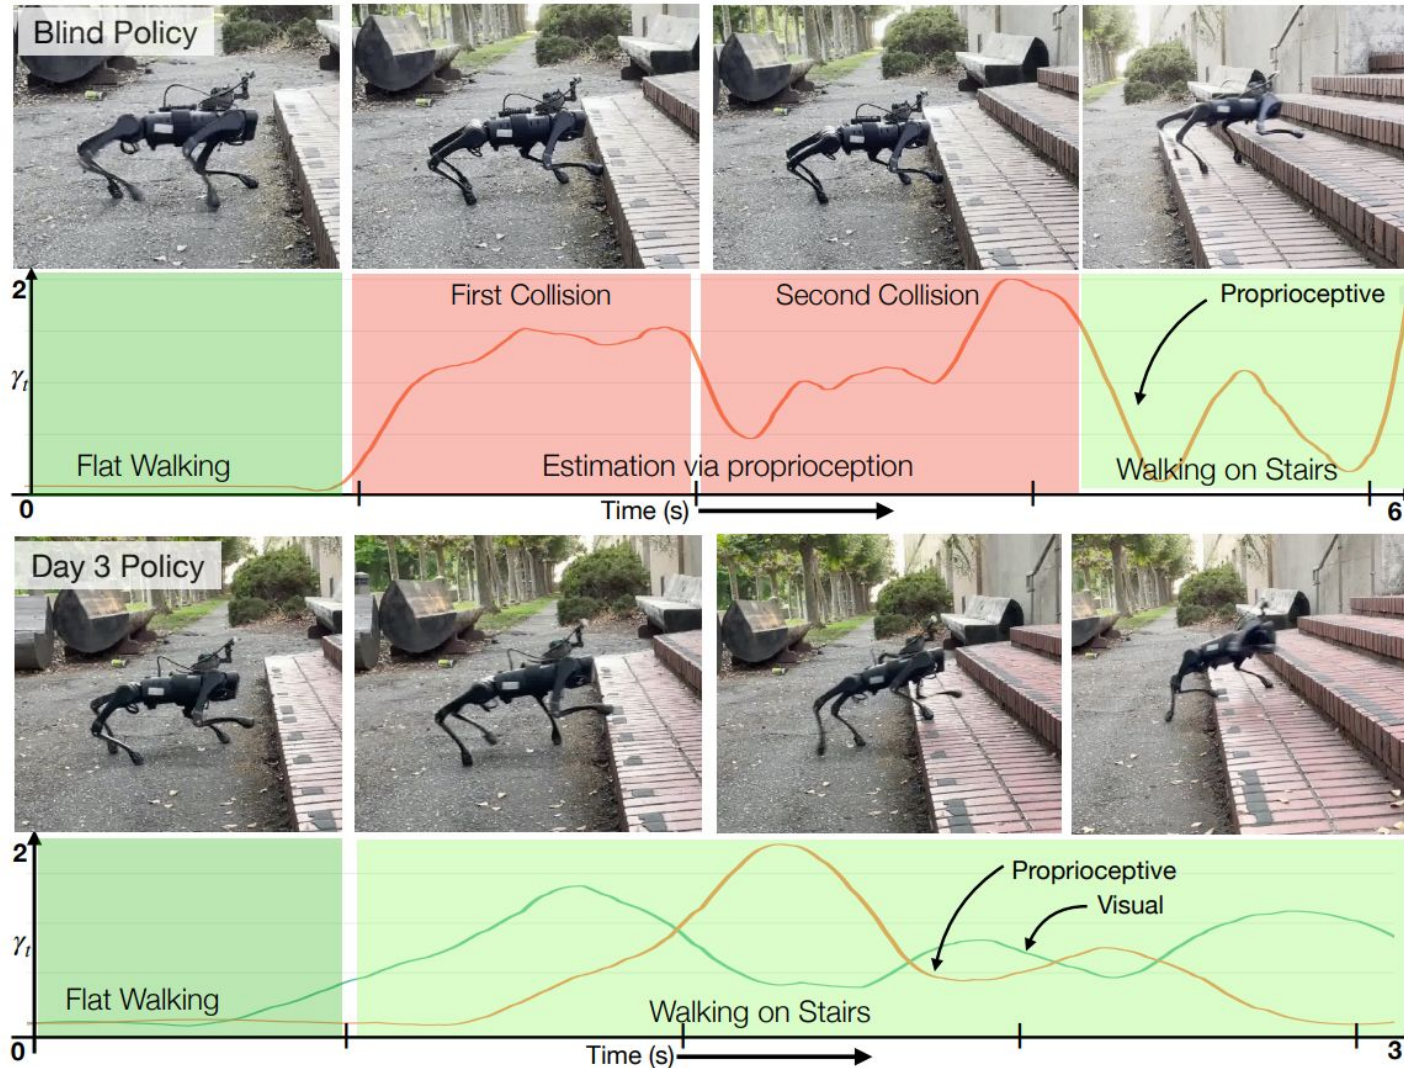 Blind Policy
2
γt
First Collision
Second Collision
Proprioceptive
Flat Walking
Estimation via proprioception
Walking on Stairs
0
Time (s)
6
Day 3 Policy
2
γt
Proprioceptive
Visual
Flat Walking
Walking on Stairs
0
Time (s)
3